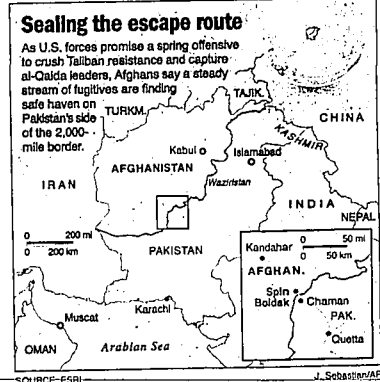 Sealing the escape route
As U.S. forces promise a spring offensive
to crush Taliban resistance and capture
al-Qaida leaders, Afghans say a steady
stream of fugitives are finding
safe haven on
Pakistan's side
of the 2,000-
mile border.
TURKM.
TAJIK.
CHINA
KASHMIR
Kabul
Islamabad
AFGHANISTAN
Waziristan
IRAN
INDIA
NEPAL
0 200 mi
0 200 km
PAKISTAN
Karachi
Muscat
OMAN
Arabian Sea
0 50 mi
0 50 km
Kandahar
AFGHAN.
Spin
Boldak
Chaman
PAK.
Quetta
SOURCE: ESRI
J. Sebastian/AP